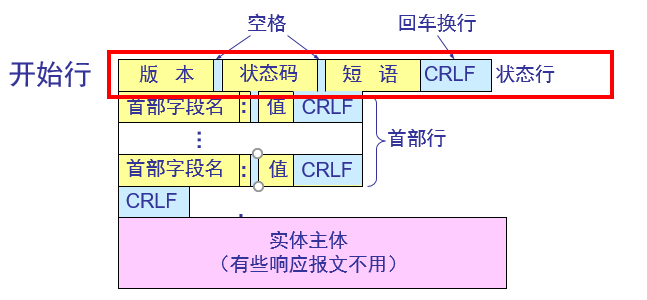 空格 回车换行
开始行 版 本 状态码 短 语 CRLF 状态行
首部字段名 : 值 CRLF
⋮ 首部行
首部字段名 : 值 CRLF
CRLF
实体主体
（有些响应报文不用）